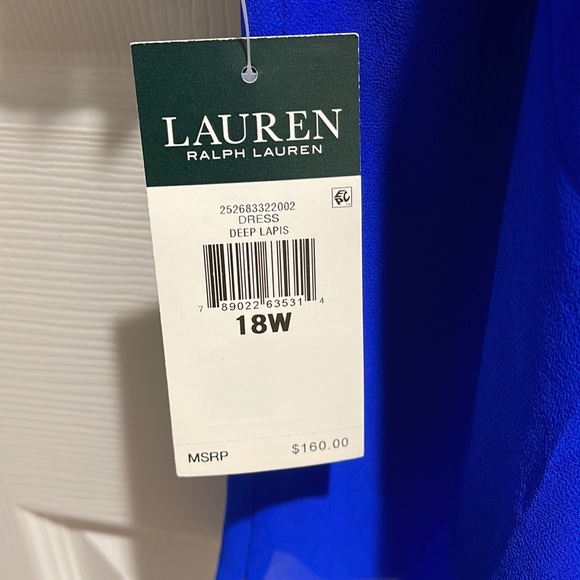 LAUREN
RALPH LAUREN
252683322002
DRESS
DEEP LAPIS
7 89022 63531 4
18W
MSRP $160.00